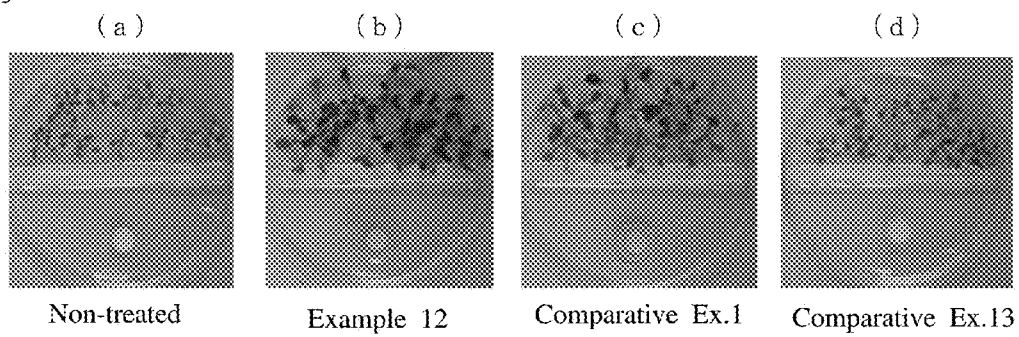 (a) (b) (c) (d)
Non-treated Example 12 Comparative Ex.1 Comparative Ex.13